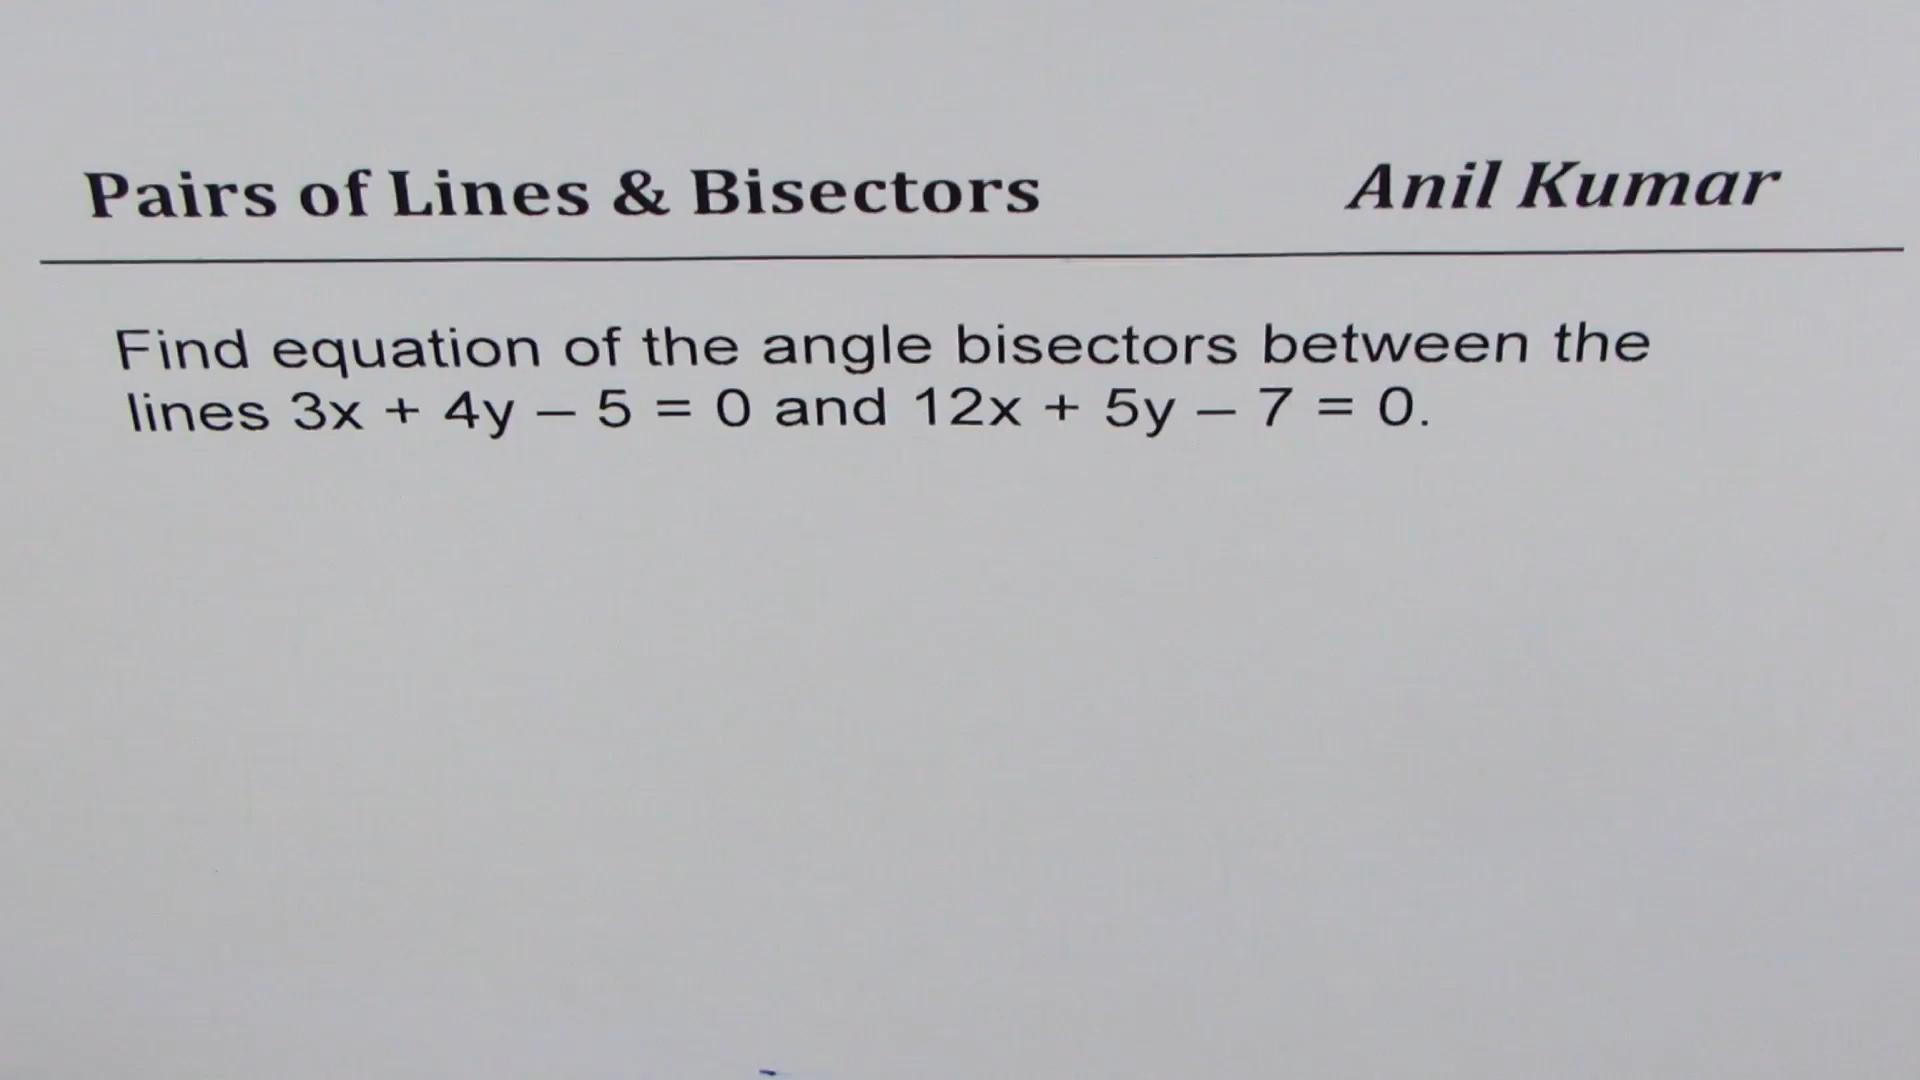 Pairs of Lines & Bisectors Anil Kumar
Find equation of the angle bisectors between the
lines 3x + 4y – 5 = 0 and 12x + 5y – 7 = 0.